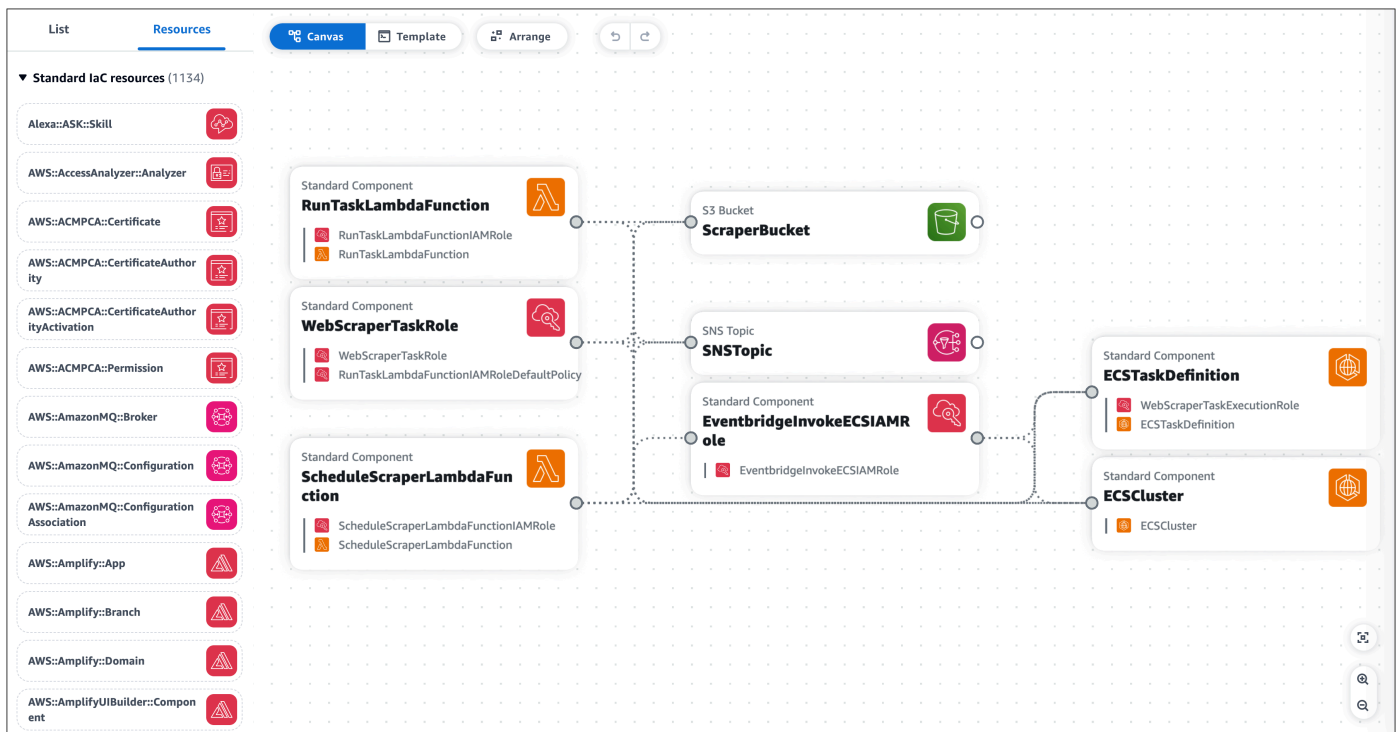 List
Resources
Canvas
Template
Arrange
Standard IaC resources (1134)
Alexa::ASK::Skill
AWS::AccessAnalyzer::Analyzer
AWS::ACMPCA::Certificate
AWS::ACMPCA::CertificateAuthor
ity
AWS::ACMPCA::CertificateAuthor
ityActivation
AWS::ACMPCA::Permission
AWS::AmazonMQ::Broker
AWS::AmazonMQ::Configuration
AWS::AmazonMQ::Configuration
Association
AWS::Amplify::App
AWS::Amplify::Branch
AWS::Amplify::Domain
AWS::AmplifyUIBuilder::Compon
ent
Standard Component
RunTaskLambdaFunction
RunTaskLambdaFunctionIAMRole
RunTaskLambdaFunction
Standard Component
WebScraperTaskRole
WebScraperTaskRole
RunTaskLambdaFunctionIAMRoleDefaultPolicy
Standard Component
ScheduleScraperLambdaFun
ction
ScheduleScraperLambdaFunctionIAMRole
ScheduleScraperLambdaFunction
S3 Bucket
ScraperBucket
SNS Topic
SNSTopic
Standard Component
EventbridgeInvokeECSIAMR
ole
EventbridgeInvokeECSIAMRole
Standard Component
ECSTaskDefinition
WebScraperTaskExecutionRole
ECSTaskDefinition
Standard Component
ECSCluster
ECSCluster